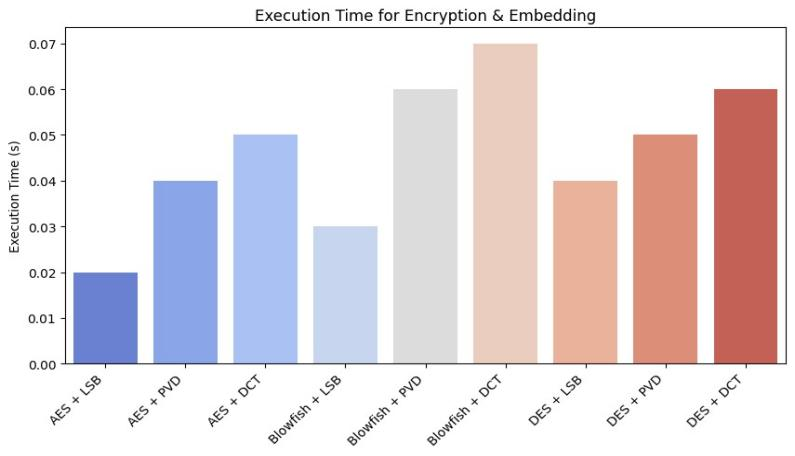 Execution Time for Encryption & Embedding
Execution Time (s)
0.07
0.06
0.05
0.04
0.03
0.02
0.01
0.00
AES + LSB
AES + PVD
AES + DCT
Blowfish + LSB
Blowfish + PVD
Blowfish + DCT
DES + LSB
DES + PVD
DES + DCT